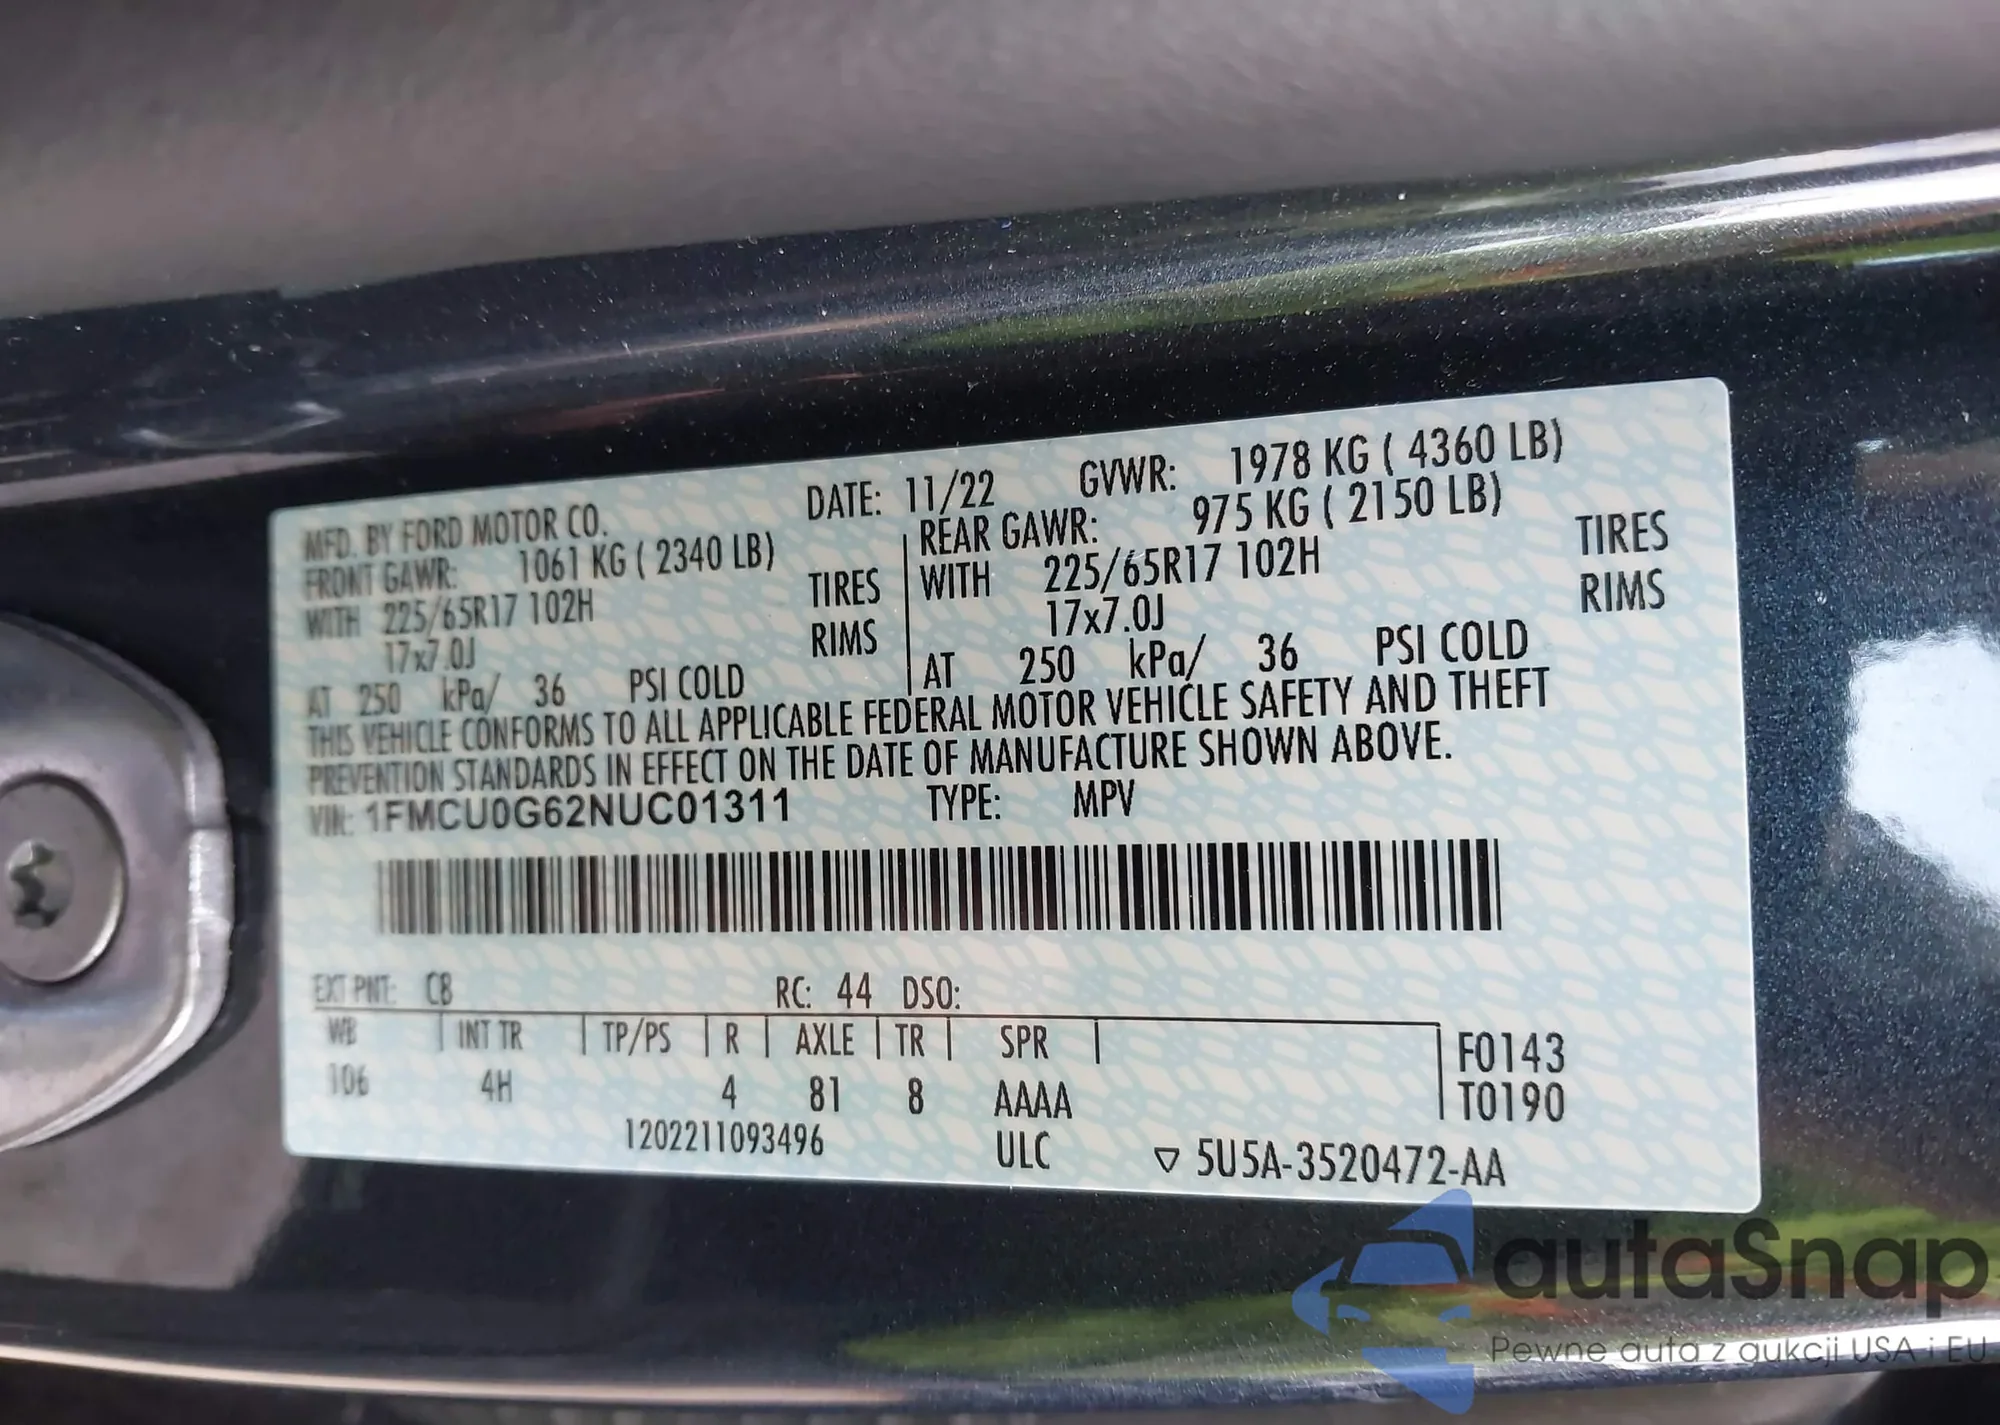 MFD. BY FORD MOTOR CO. DATE: 11/22 GVWR: 1978 KG ( 4360 LB)
FRONT GAWR: 1061 KG ( 2340 LB) REAR GAWR: 975 KG ( 2150 LB)
WITH 225/65R17 102H TIRES WITH 225/65R17 102H TIRES
17x7.0J RIMS 17x7.0J RIMS
AT 250 kPa/ 36 PSI COLD AT 250 kPa/ 36 PSI COLD
THIS VEHICLE CONFORMS TO ALL APPLICABLE FEDERAL MOTOR VEHICLE SAFETY AND THEFT
PREVENTION STANDARDS IN EFFECT ON THE DATE OF MANUFACTURE SHOWN ABOVE.
VIN: 1FMCU0G62NUC01311 TYPE: MPV
EXT PNT: C8 RC: 44 DSO:
WB INT TR TP/PS R AXLE TR SPR F0143
106 4H 4 81 8 AAAA T0190
1202211093496 ULC ▽ 5U5A-3520472-AA
autaSnap
Pewne auta z aukcji USA i EU